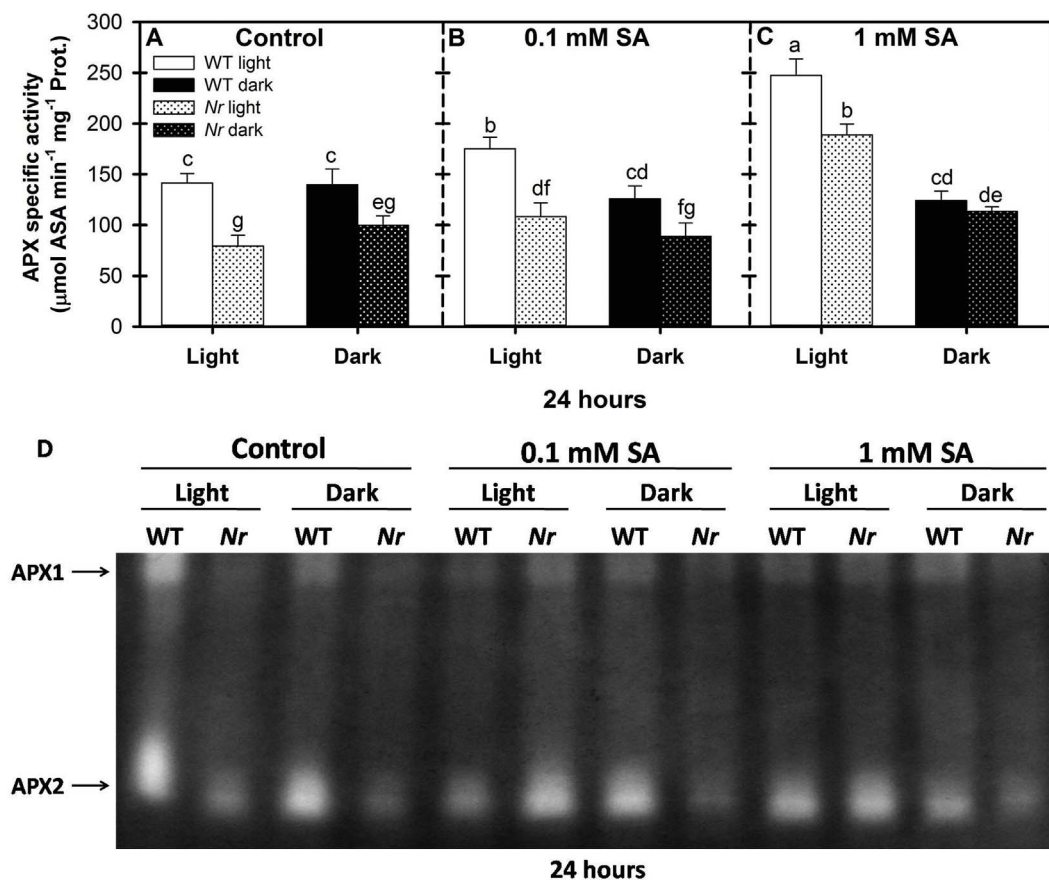 A Control
B 0.1 mM SA
C 1 mM SA
WT light
WT dark
Nr light
Nr dark
APX specific activity
(µmol ASA min⁻¹ mg⁻¹ Prot.)
300
250
200
150
100
50
0
c
g
c
eg
b
df
cd
fg
a
b
cd
de
Light Dark Light Dark Light Dark
24 hours
D
Control 0.1 mM SA 1 mM SA
Light Dark Light Dark Light Dark
WT Nr WT Nr WT Nr WT Nr WT Nr WT Nr
APX1
APX2
24 hours